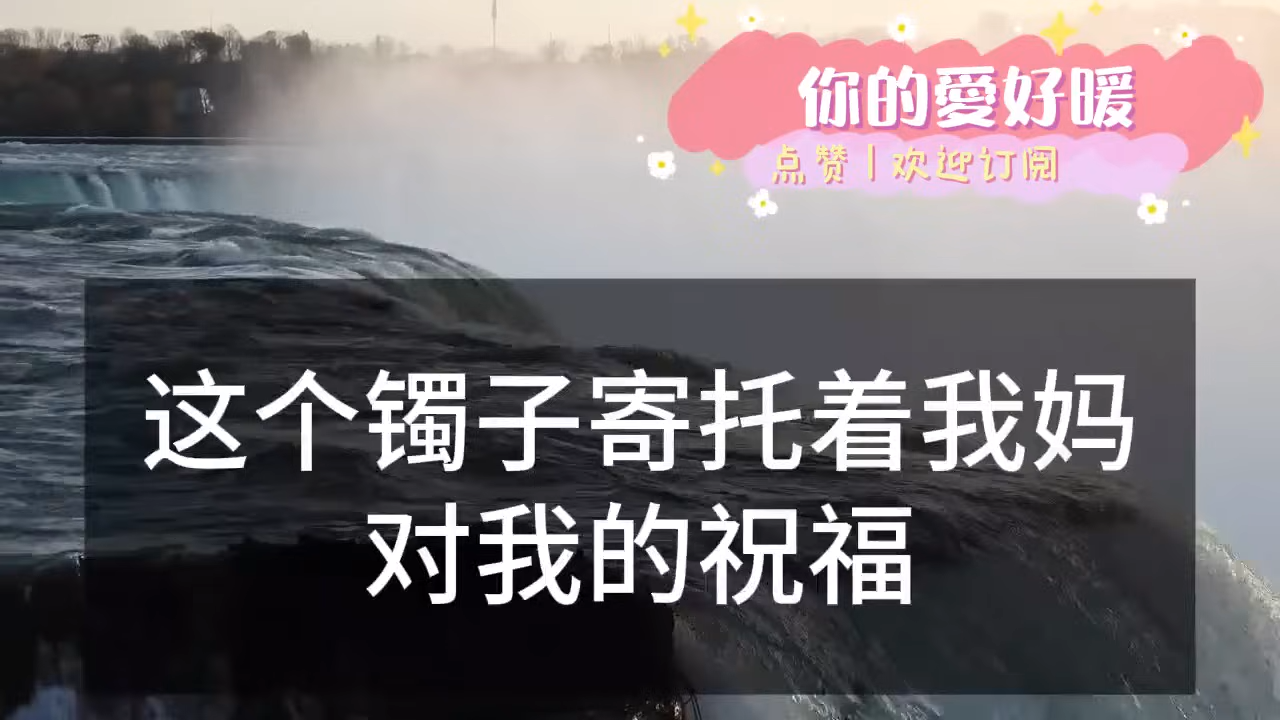 你的愛好暖
点赞|欢迎订阅
这个镯子寄托着我妈
对我的祝福